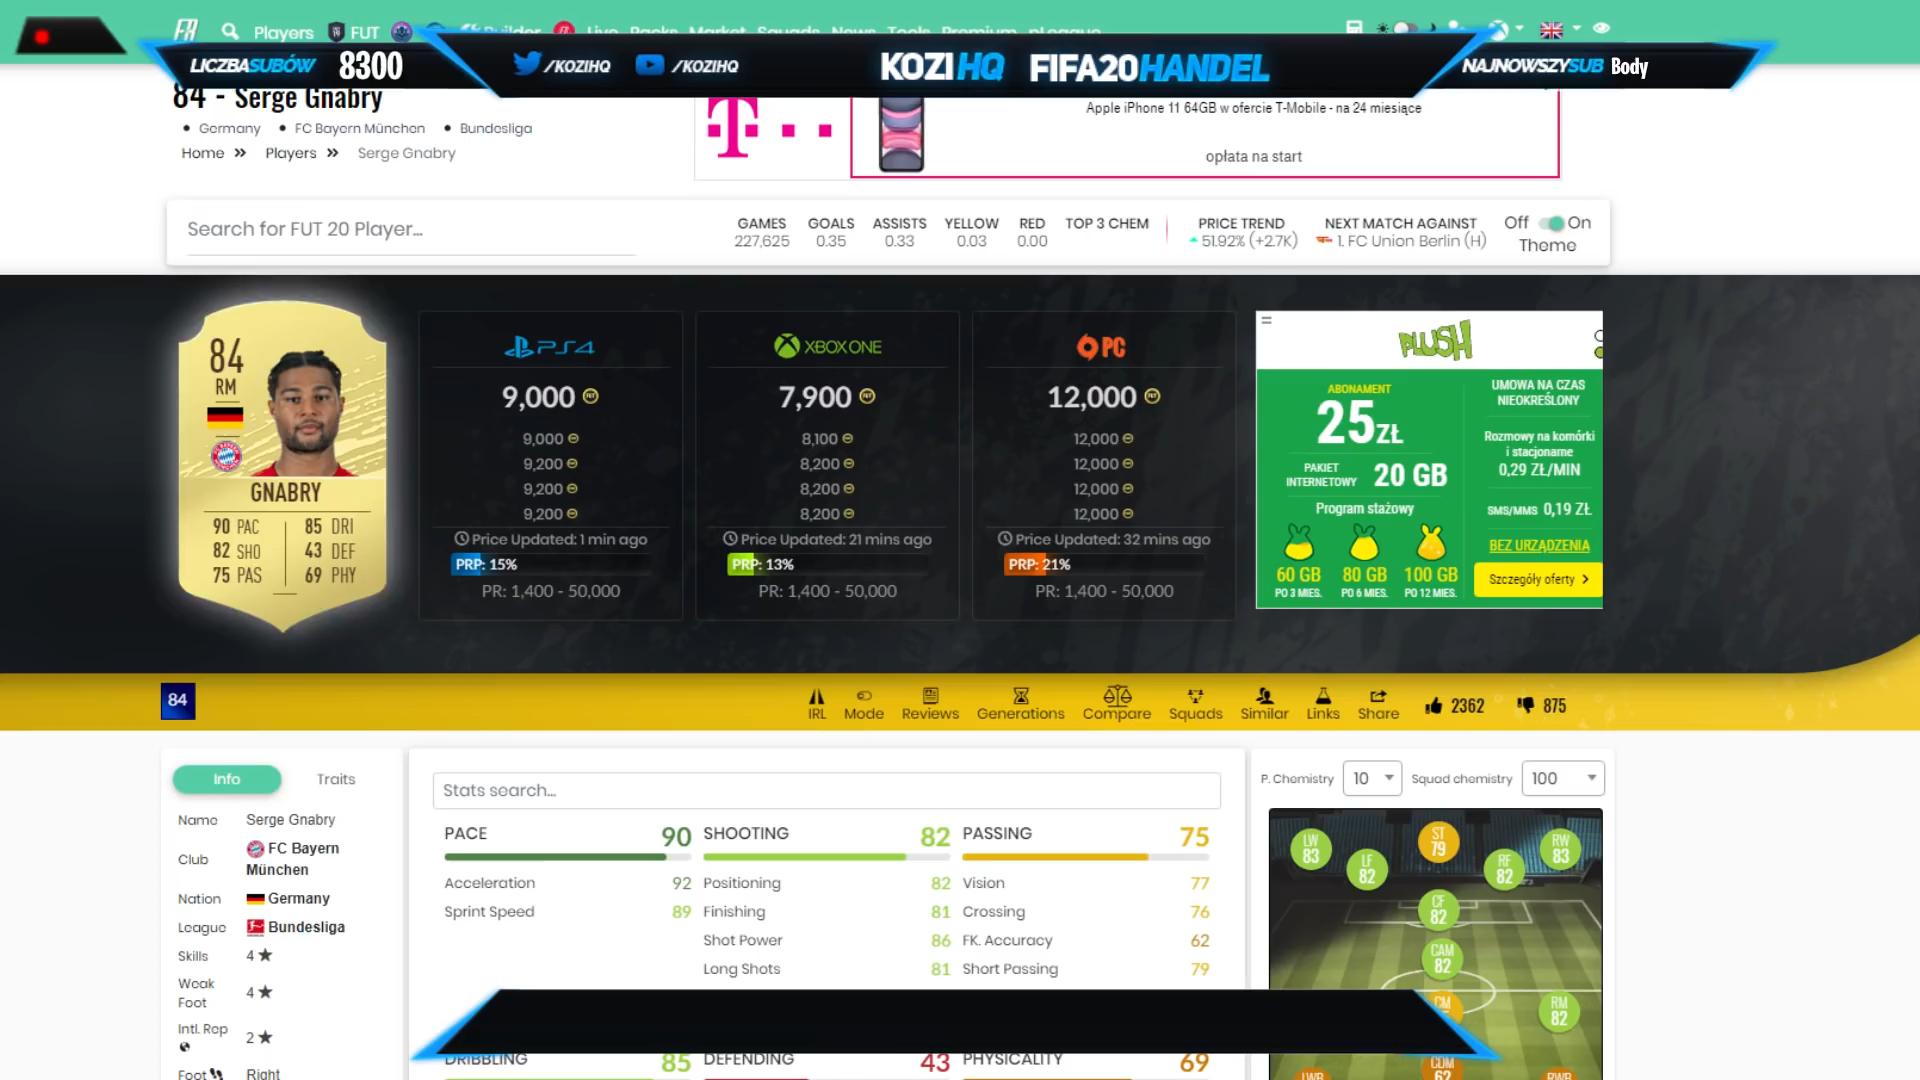 Players
FUT
LICZBASUBÓW 8300
/KOZIHQ
/KOZIHQ
KOZIHQ FIFA20HANDEL
NAJNOWSZYSUB Body
84 - Serge Gnabry
Germany
FC Bayern München
Bundesliga
Home
Players
Serge Gnabry
Apple iPhone 11 64GB w ofercie T-Mobile - na 24 miesiące
opłata na start
Search for FUT 20 Player...
GAMES GOALS ASSISTS YELLOW RED TOP 3 CHEM PRICE TREND NEXT MATCH AGAINST Off On
227,625 0.35 0.33 0.03 0.00 51.92% (+2.7K) 1. FC Union Berlin (H) Theme
84
RM
GNABRY
90 PAC 85 DRI
82 SHO 43 DEF
75 PAS 69 PHY
PS4
9,000
9,000
9,200
9,200
9,200
Price Updated: 1 min ago
PRP: 15%
PR: 1,400 - 50,000
XBOX ONE
7,900
8,100
8,200
8,200
8,200
Price Updated: 21 mins ago
PRP: 13%
PR: 1,400 - 50,000
PC
12,000
12,000
12,000
12,000
12,000
Price Updated: 32 mins ago
PRP: 21%
PR: 1,400 - 50,000
PLUSH
ABONAMENT
25ZŁ
PAKIET
INTERNETOWY 20 GB
Program stażowy
60 GB 80 GB 100 GB
PO 3 MIES. PO 6 MIES. PO 12 MIES.
UMOWA NA CZAS
NIEOKREŚLONY
Rozmowy na komórki
i stacjonarne
0,29 ZŁ/MIN
SMS/MMS 0,19 ZŁ
BEZ URZĄDZENIA
Szczegóły oferty
84
IRL Mode Reviews Generations Compare Squads Similar Links Share 2362 875
Info Traits
Name Serge Gnabry
Club FC Bayern
München
Nation Germany
League Bundesliga
Skills 4
Weak
Foot 4
Intl. Rep 2
Foot Right
Stats search...
PACE 90 SHOOTING 82 PASSING 75
Acceleration 92 Positioning 82 Vision 77
Sprint Speed 89 Finishing 81 Crossing 76
Shot Power 86 FK. Accuracy 62
Long Shots 81 Short Passing 79
DRIBBLING 85 DEFENDING 43 PHYSICALITY 69
P. Chemistry 10 Squad chemistry 100
LW
83
LF
82
ST
79
RF
82
RW
83
CF
82
CAM
82
CM
RM
82
CDM
62
LWB
RWB